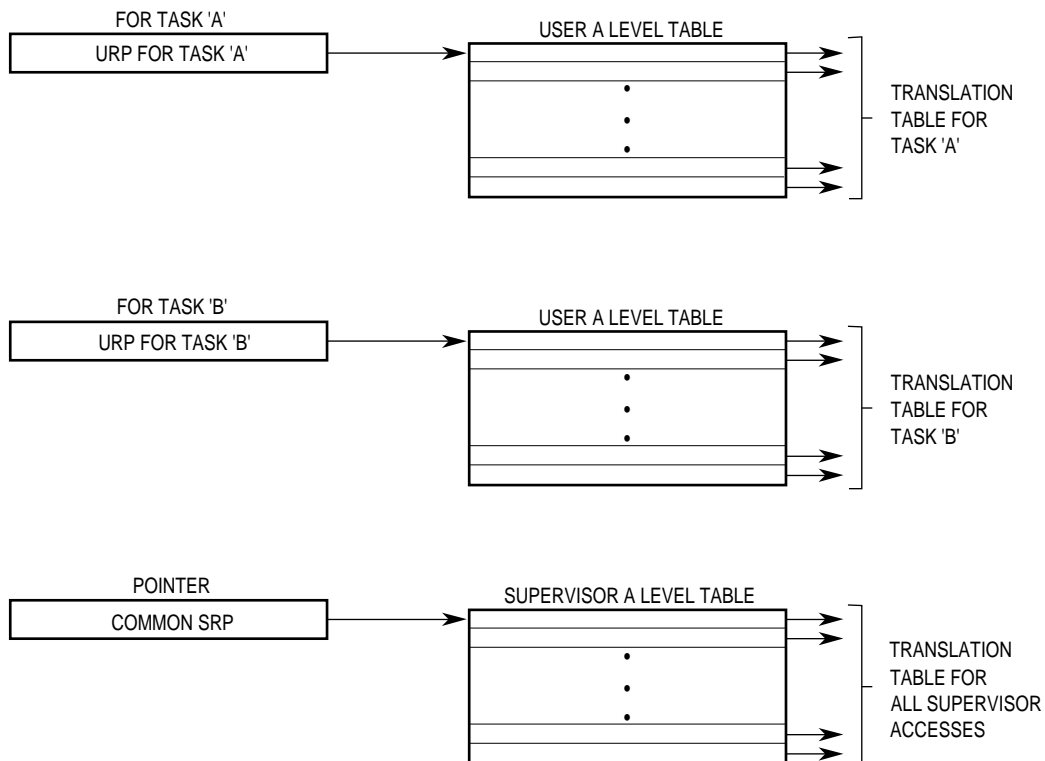 FOR TASK 'A'
URP FOR TASK 'A'
USER A LEVEL TABLE
TRANSLATION
TABLE FOR
TASK 'A'
FOR TASK 'B'
URP FOR TASK 'B'
USER A LEVEL TABLE
TRANSLATION
TABLE FOR
TASK 'B'
POINTER
COMMON SRP
SUPERVISOR A LEVEL TABLE
TRANSLATION
TABLE FOR
ALL SUPERVISOR
ACCESSES